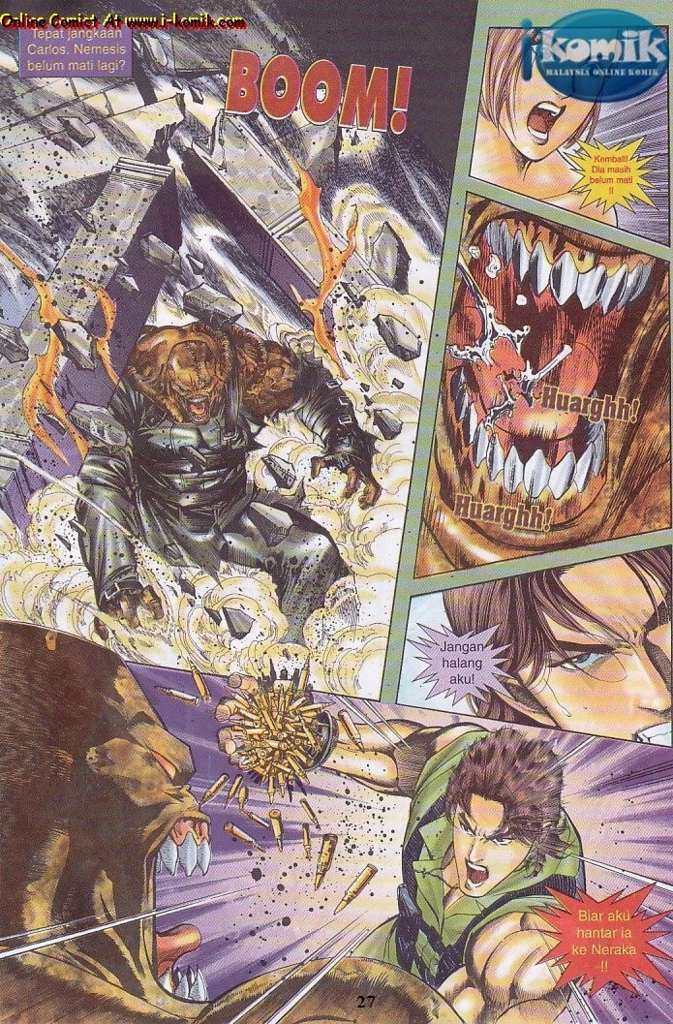 Online Comict At www.i-komik.com
Tepat jangkaan
Carlos. Nemesis
belum mati lagi?
BOOM!
ikomik
MALAYSIA ONLINE KOMIK
Kembali!
Dia masih
belum mati
!!
Huarghh!
Huarghh!
Jangan
halang
aku!
Biar aku
hantar ia
ke Neraka
-!!
27